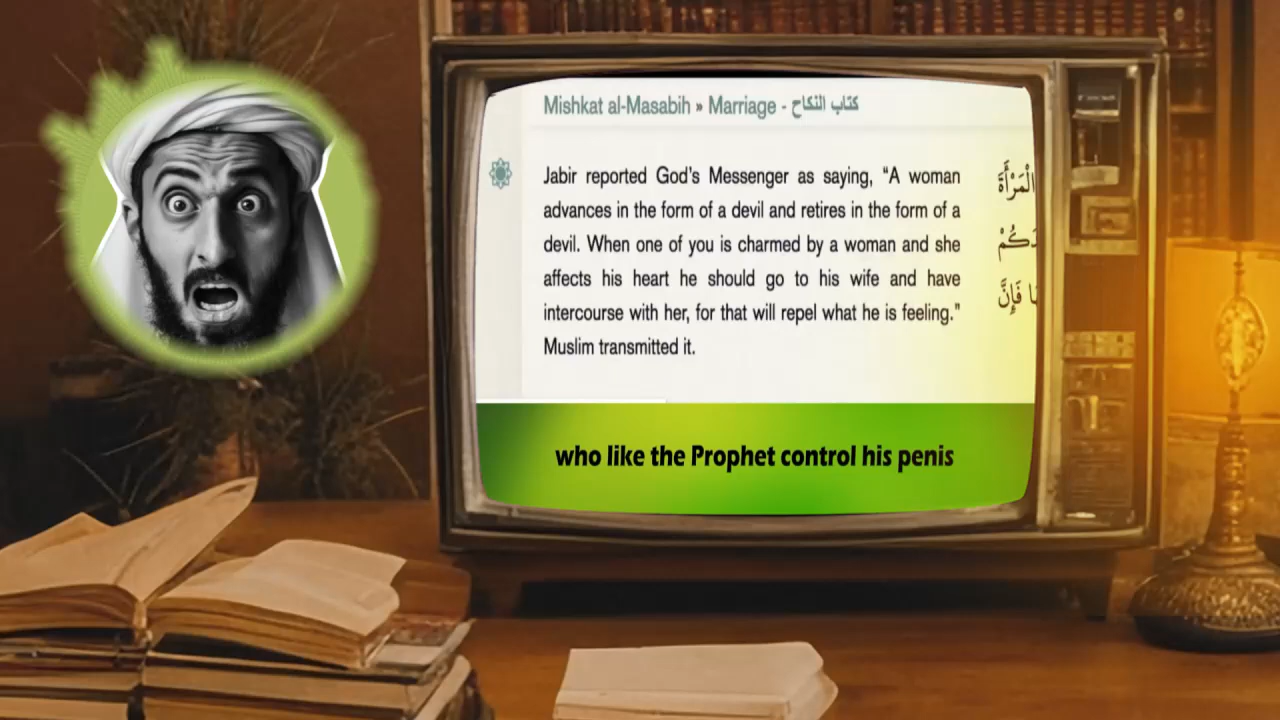 Mishkat al-Masabih » Marriage - كتاب النكاح
Jabir reported God's Messenger as saying, “A woman
advances in the form of a devil and retires in the form of a
devil. When one of you is charmed by a woman and she
affects his heart he should go to his wife and have
intercourse with her, for that will repel what he is feeling.”
Muslim transmitted it.
الْمَرْأَةَ
فَإِنَّ
who like the Prophet control his penis